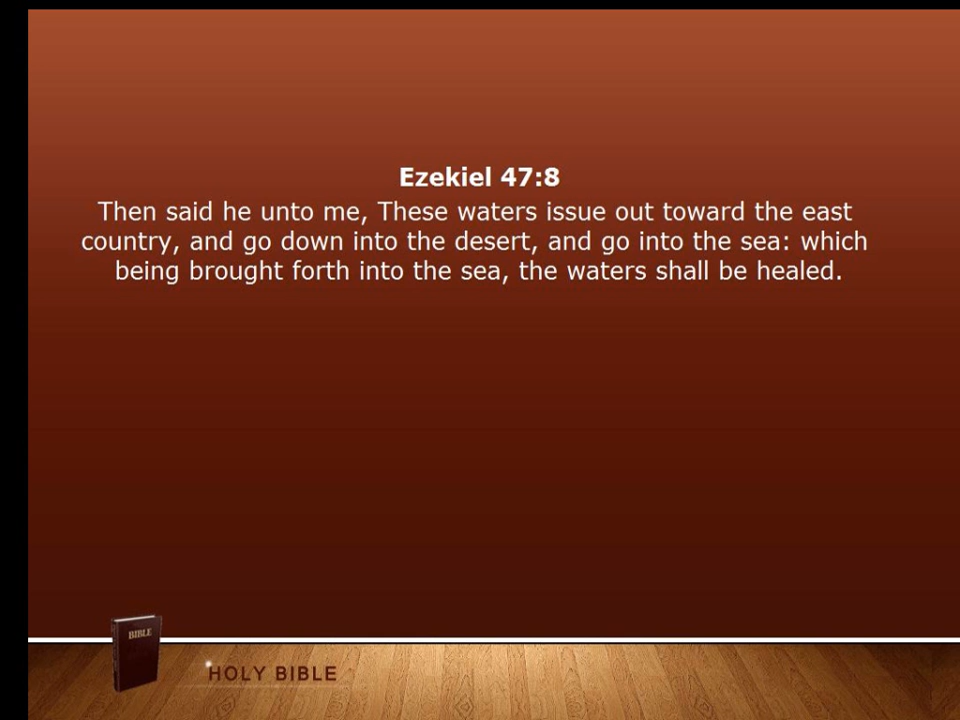 Ezekiel 47:8
Then said he unto me, These waters issue out toward the east
country, and go down into the desert, and go into the sea: which
being brought forth into the sea, the waters shall be healed.
BIBLE
HOLY BIBLE